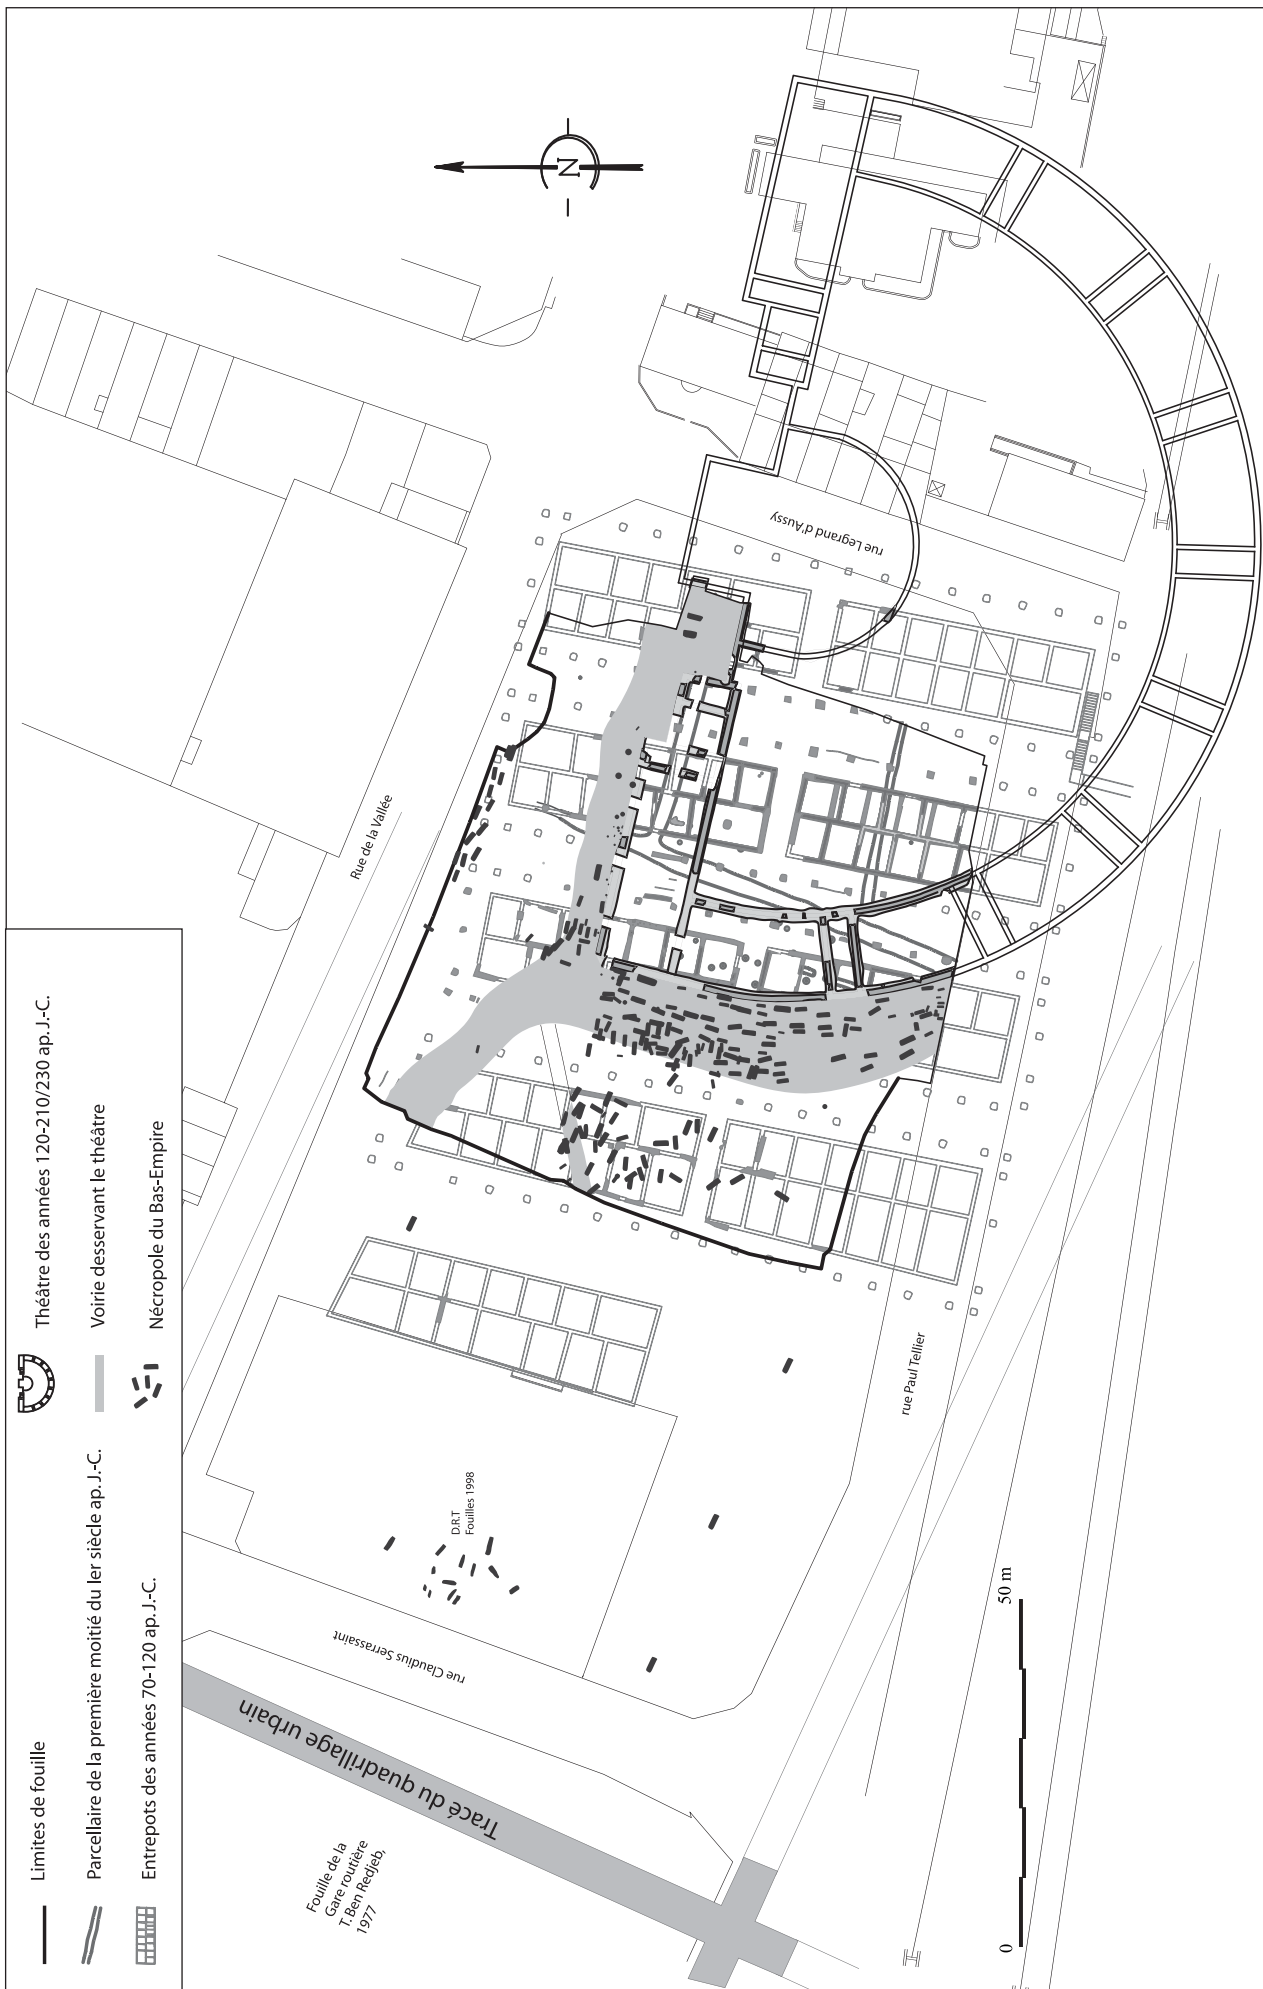 Limites de fouille
Parcellaire de la première moitié du Ier siècle ap. J.-C.
Entrepots des années 70-120 ap. J.-C.
Théâtre des années 120-210/230 ap. J.-C.
Voirie desservant le théâtre
Nécropole du Bas-Empire
N
Rue de la Vallée
rue Legrand d'Aussy
rue Paul Tellier
D.R.T
Fouilles 1998
rue Claudius Serrassaint
Tracé du quadrillage urbain
Fouille de la
Gare routière
T. Ben Redjeb,
1977
0
50 m